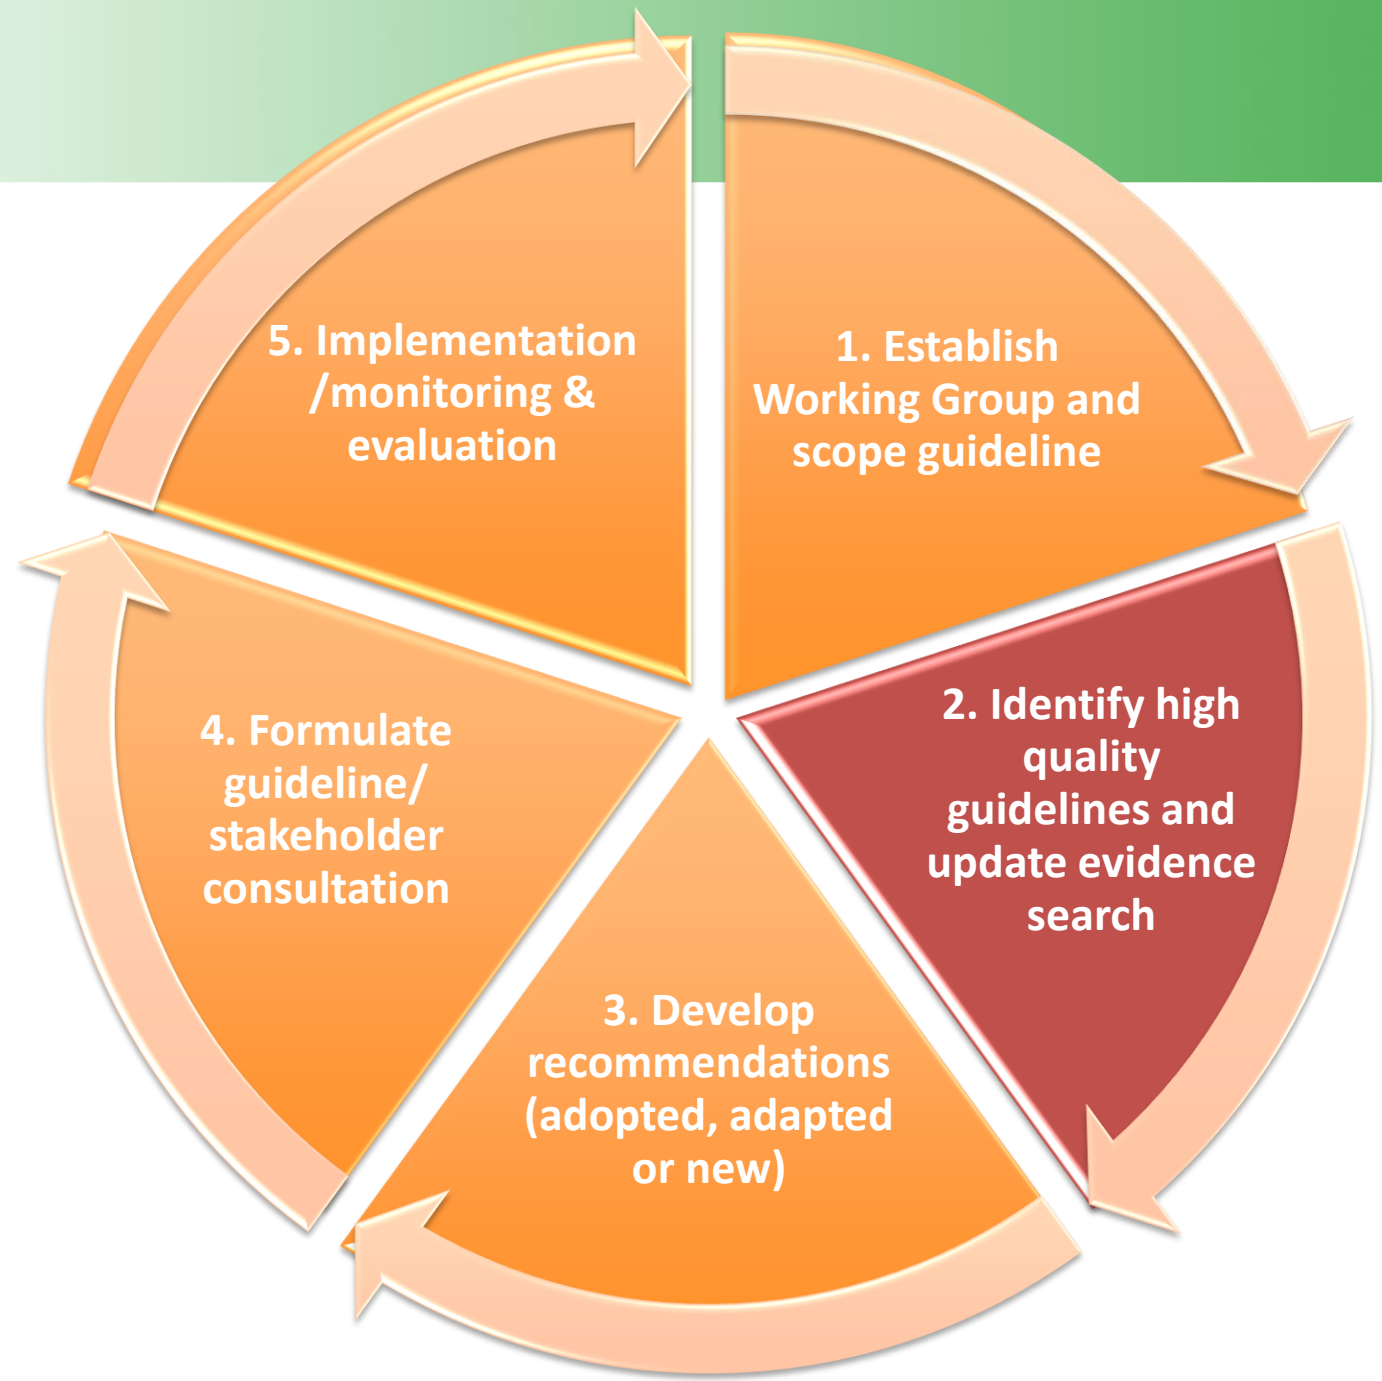 1. Establish
Working Group and
scope guideline
2. Identify high
quality
guidelines and
update evidence
search
3. Develop
recommendations
(adopted, adapted
or new)
4. Formulate
guideline/
stakeholder
consultation
5. Implementation
/monitoring &
evaluation